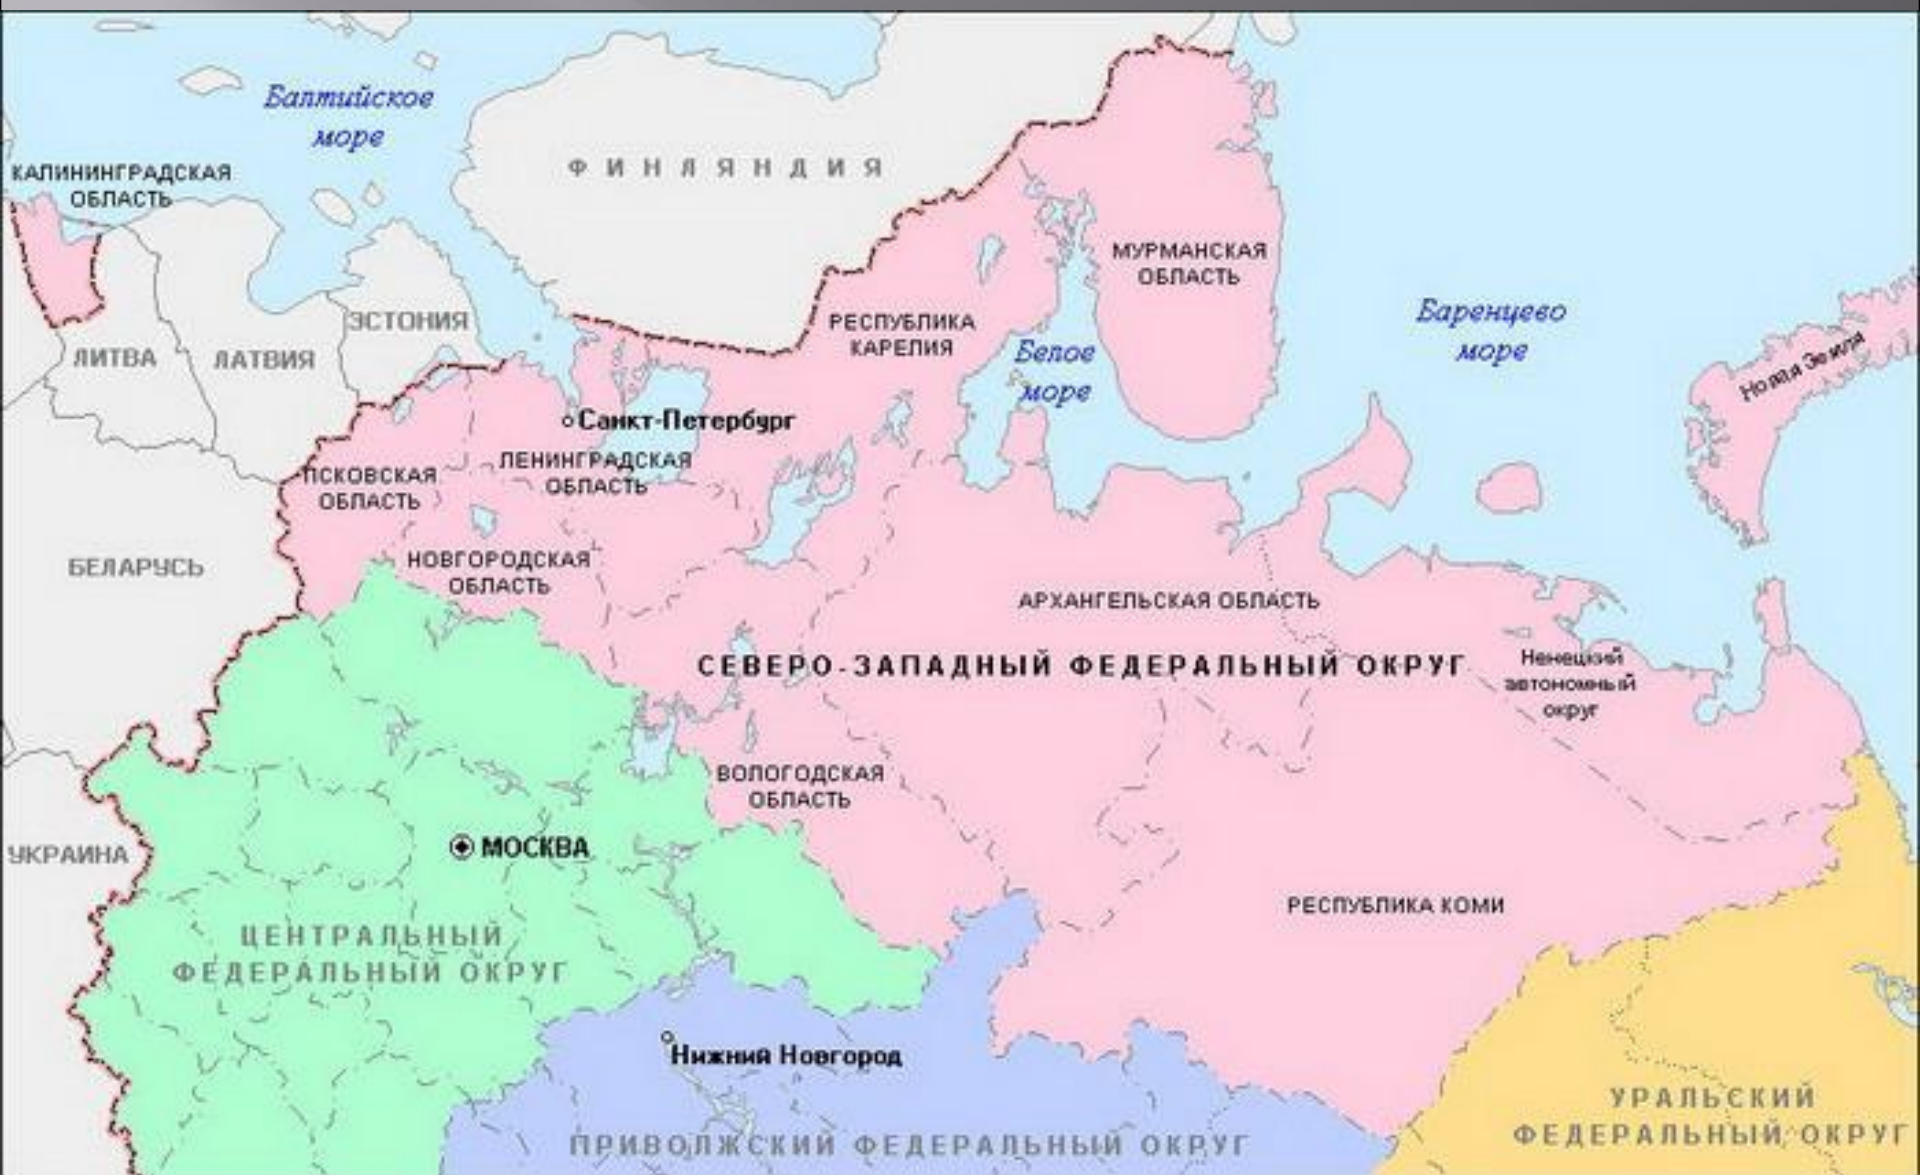 Балтийское
море
КАЛИНИНГРАДСКАЯ
ОБЛАСТЬ
ФИНЛЯНДИЯ
МУРМАНСКАЯ
ОБЛАСТЬ
РЕСПУБЛИКА
КАРЕЛИЯ
Белое
море
Баренцево
море
Новая Земля
ЭСТОНИЯ
ЛИТВА
ЛАТВИЯ
Санкт-Петербург
ПСКОВСКАЯ
ОБЛАСТЬ
ЛЕНИНГРАДСКАЯ
ОБЛАСТЬ
БЕЛАРУСЬ
НОВГОРОДСКАЯ
ОБЛАСТЬ
АРХАНГЕЛЬСКАЯ ОБЛАСТЬ
СЕВЕРО-ЗАПАДНЫЙ ФЕДЕРАЛЬНЫЙ ОКРУГ
Ненецкий
автономный
округ
ВОЛОГОДСКАЯ
ОБЛАСТЬ
УКРАИНА
МОСКВА
РЕСПУБЛИКА КОМИ
ЦЕНТРАЛЬНЫЙ
ФЕДЕРАЛЬНЫЙ ОКРУГ
Нижний Новгород
ПРИВОЛЖСКИЙ ФЕДЕРАЛЬНЫЙ ОКРУГ
УРАЛЬСКИЙ
ФЕДЕРАЛЬНЫЙ ОКРУГ